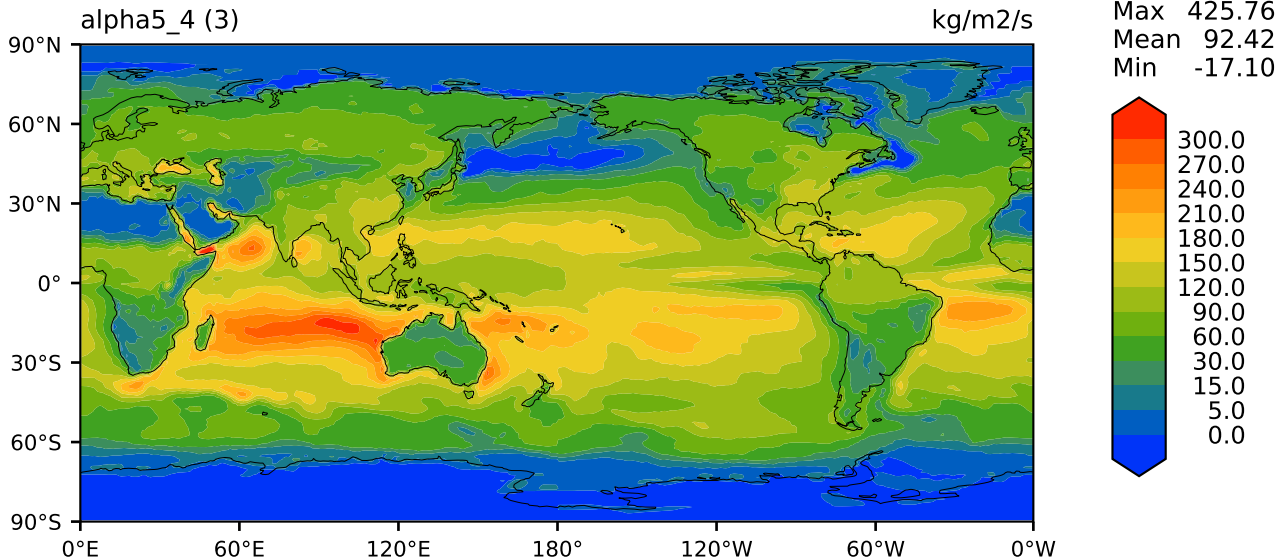 alpha5_4 (3)
kg/m2/s
Max 425.76
Mean 92.42
Min -17.10
90°N
60°N
30°N
0°
30°S
60°S
90°S
0°E 60°E 120°E 180° 120°W 60°W 0°W
300.0
270.0
240.0
210.0
180.0
150.0
120.0
90.0
60.0
30.0
15.0
5.0
0.0